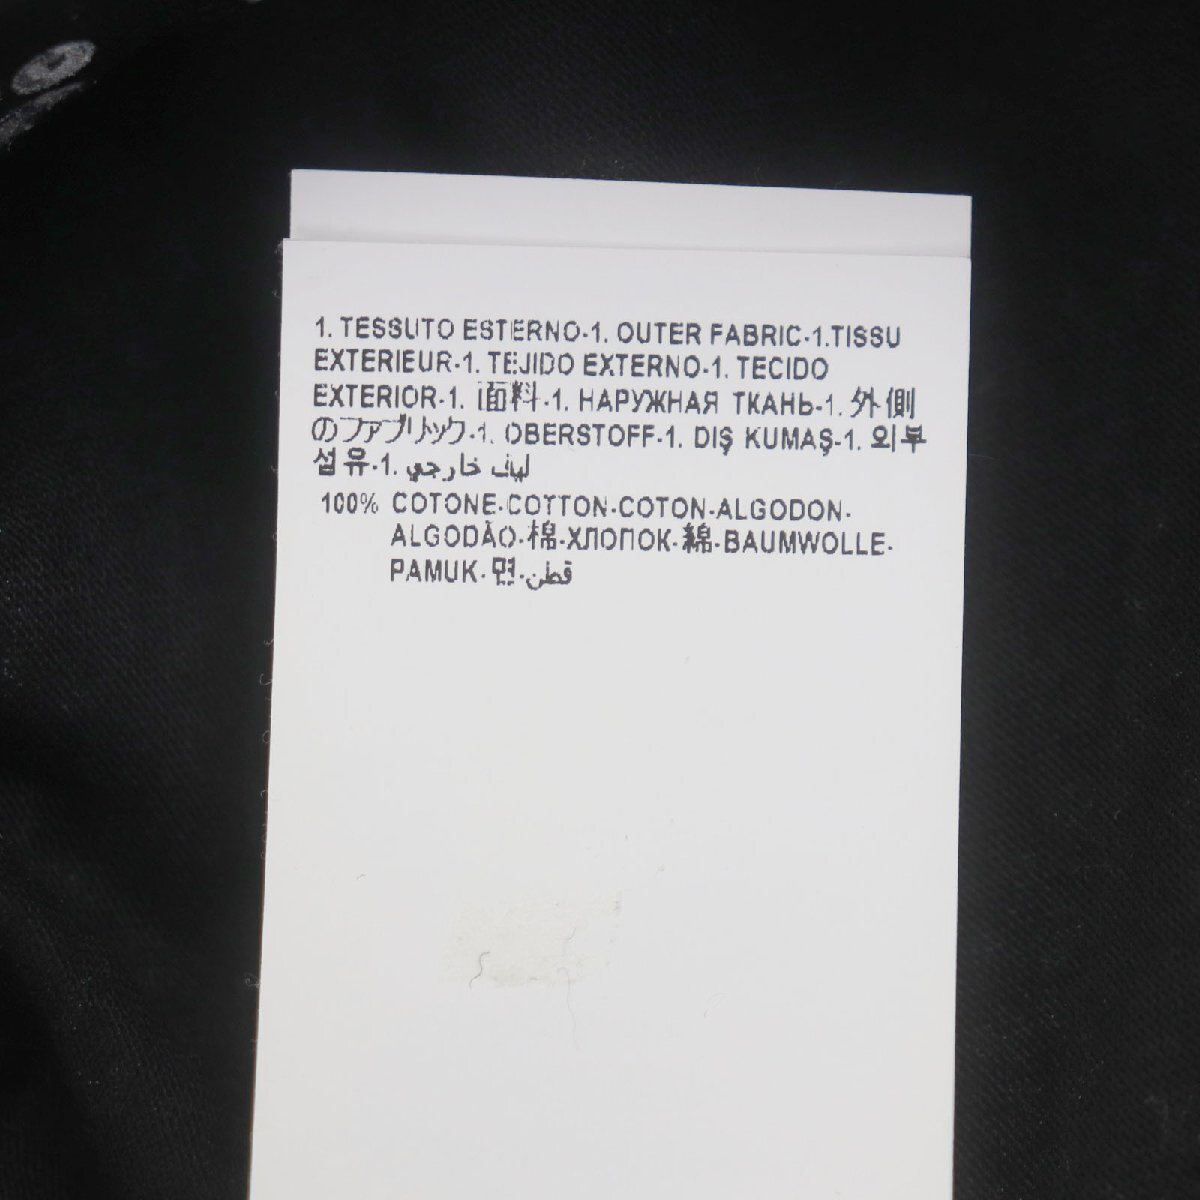 1. TESSUTO ESTERNO-1. OUTER FABRIC-1.TISSU
EXTERIEUR-1. TEJIDO EXTERNO-1. TECIDO
EXTERIOR-1. 面料-1. НАРУЖНАЯ ТКАНЬ-1. 外側
のファブリック-1. OBERSTOFF-1. DIŞ KUMAŞ-1. 외부
섬유-1. لياف خارجي
100% COTONE-COTTON-COTON-ALGODON-
ALGODÃO-棉-ХЛОПОК-綿-BAUMWOLLE-
PAMUK-면-قطن